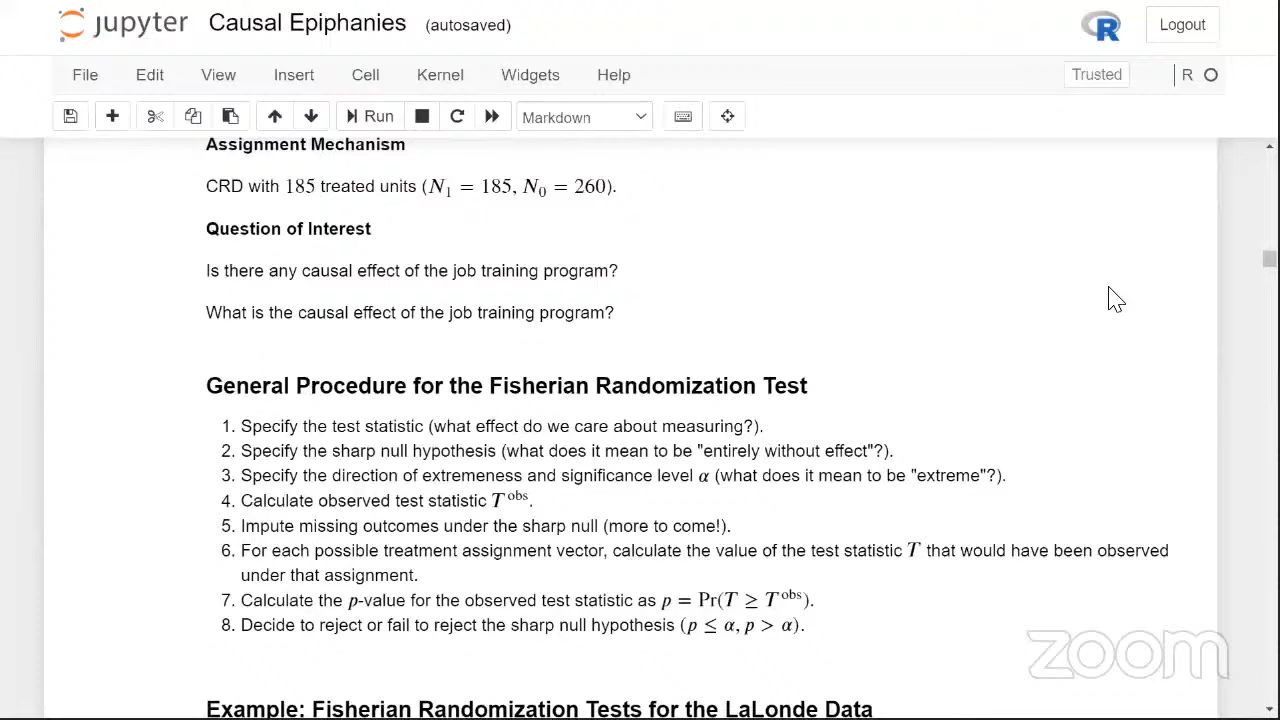 jupyter Causal Epiphanies (autosaved) R Logout
File Edit View Insert Cell Kernel Widgets Help Trusted R
Run Markdown
Assignment Mechanism
CRD with 185 treated units (N₁ = 185, N₀ = 260).
Question of Interest
Is there any causal effect of the job training program?
What is the causal effect of the job training program?
General Procedure for the Fisherian Randomization Test
1. Specify the test statistic (what effect do we care about measuring?).
2. Specify the sharp null hypothesis (what does it mean to be "entirely without effect"?).
3. Specify the direction of extremeness and significance level α (what does it mean to be "extreme"?).
4. Calculate observed test statistic T^obs.
5. Impute missing outcomes under the sharp null (more to come!).
6. For each possible treatment assignment vector, calculate the value of the test statistic T that would have been observed
under that assignment.
7. Calculate the p-value for the observed test statistic as p = Pr(T ≥ T^obs).
8. Decide to reject or fail to reject the sharp null hypothesis (p ≤ α, p > α).
zoom
Example: Fisherian Randomization Tests for the LaLonde Data